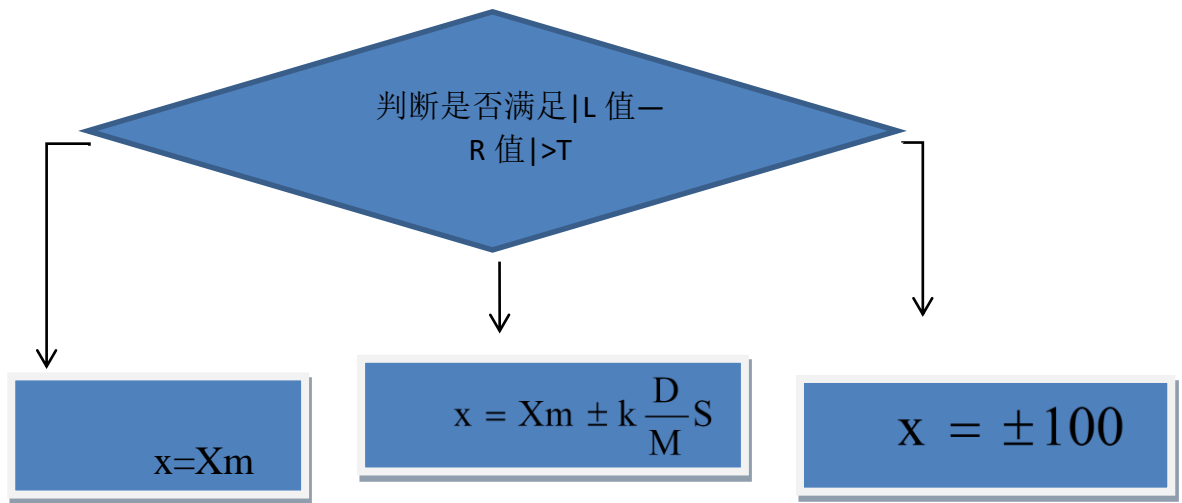 判断是否满足|L 值—
R 值|>T
x=Xm
x = Xm ± k D/M S
x = ±100